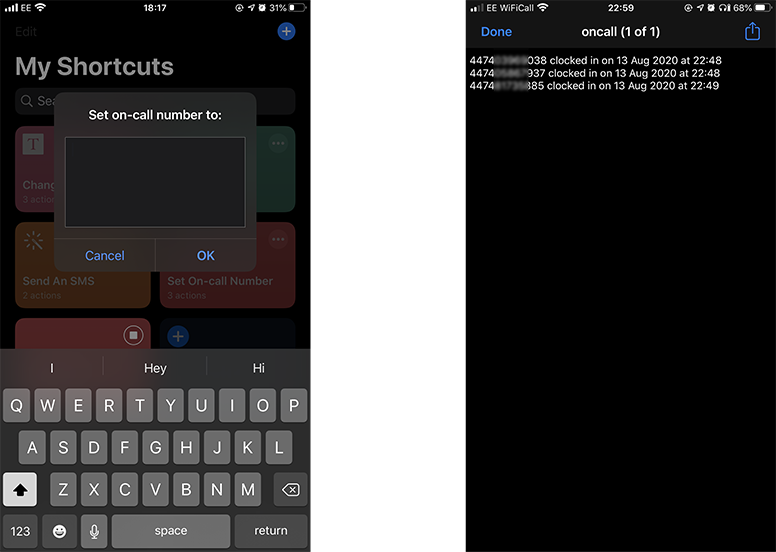 EE 18:17 31%
Edit
My Shortcuts
Sea
Set on-call number to:
T
Chang
3 actio
Cancel OK
Send An SMS
2 actions
Set On-call Number
3 actions
I Hey Hi
Q W E R T Y U I O P
A S D F G H J K L
Z X C V B N M
123 space return
EE WiFiCall 22:59 68%
Done oncall (1 of 1)
4474 038 clocked in on 13 Aug 2020 at 22:48
4474 937 clocked in on 13 Aug 2020 at 22:48
4474 885 clocked in on 13 Aug 2020 at 22:49